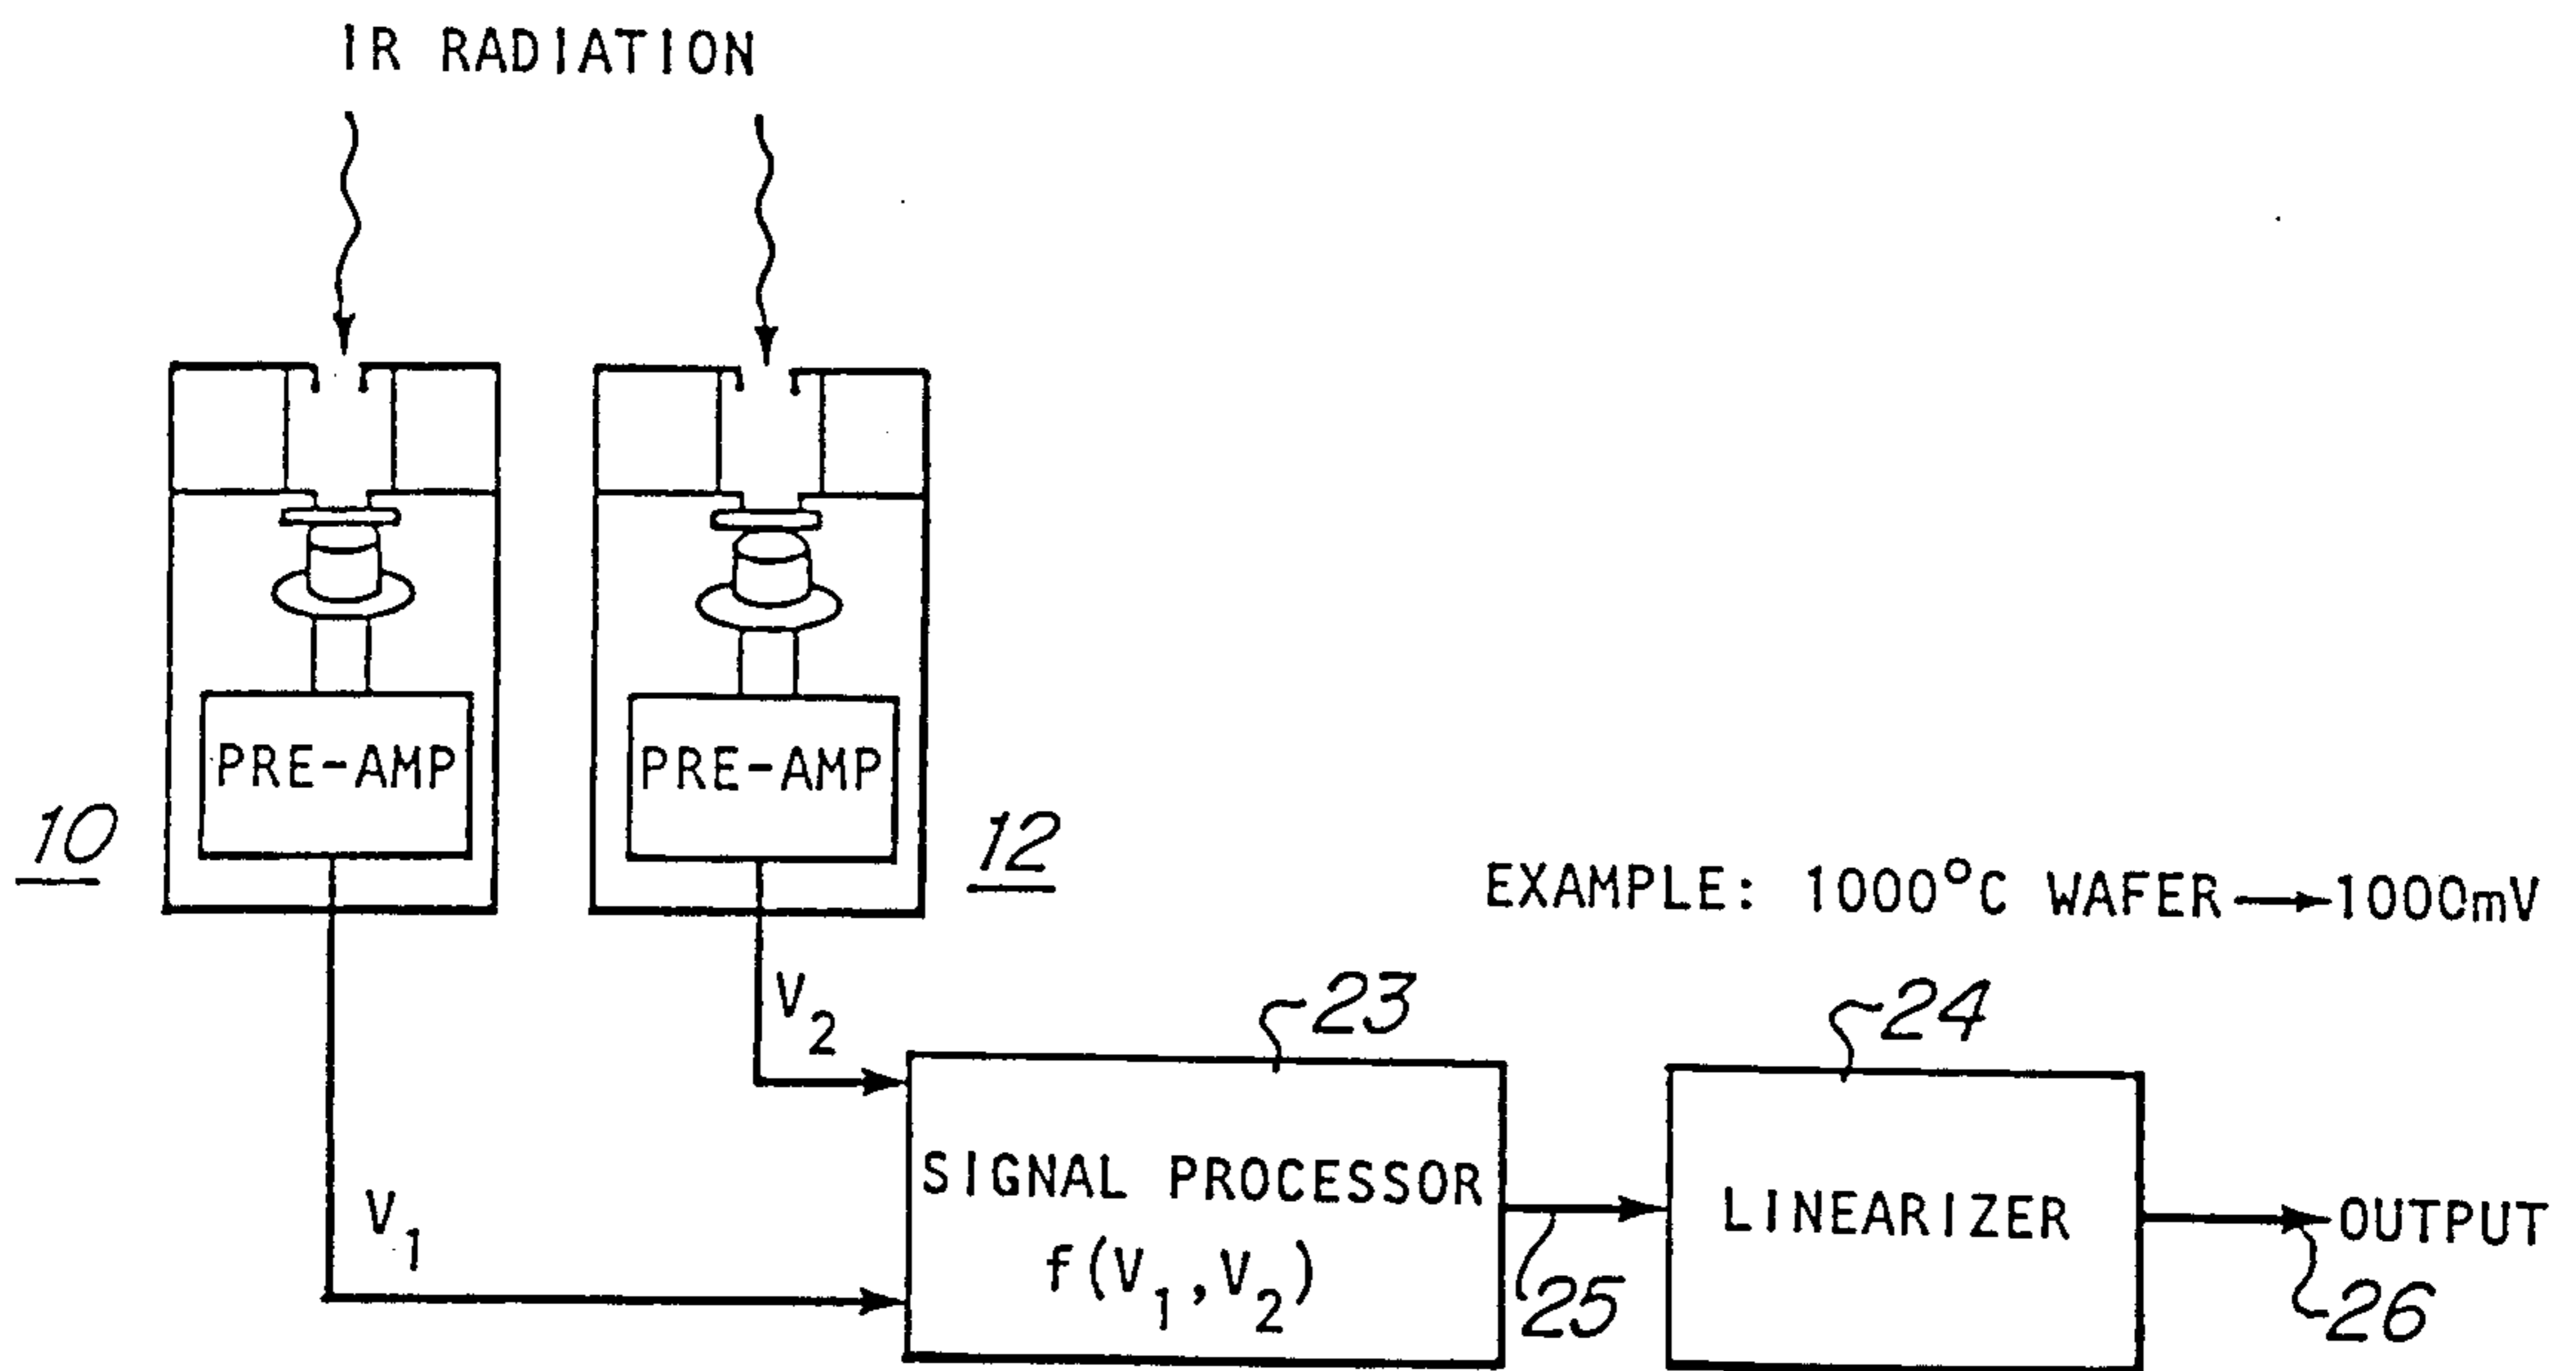 IR RADIATION
PRE-AMP
PRE-AMP
10
12
EXAMPLE: 1000°C WAFER → 1000mV
V2
23
24
SIGNAL PROCESSOR
f(V1,V2)
LINEARIZER
OUTPUT
V1
25
26